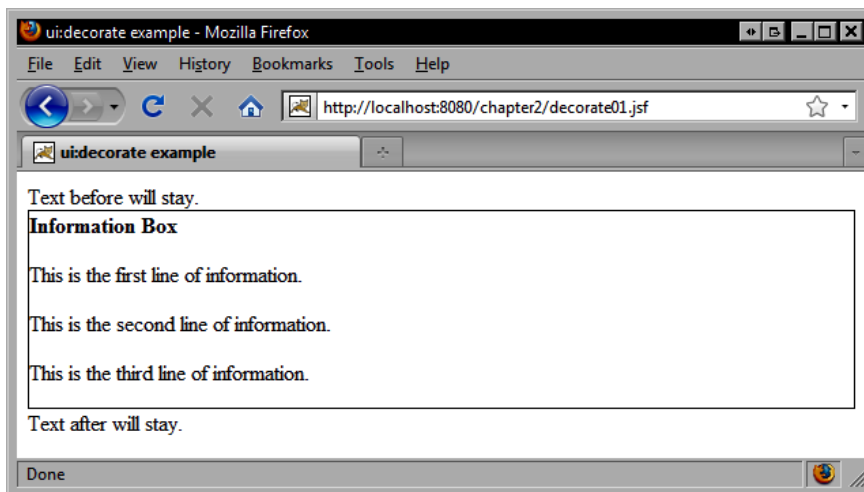 ui:decorate example - Mozilla Firefox
File Edit View History Bookmarks Tools Help
http://localhost:8080/chapter2/decorate01.jsf
ui:decorate example
Text before will stay.
Information Box
This is the first line of information.
This is the second line of information.
This is the third line of information.
Text after will stay.
Done